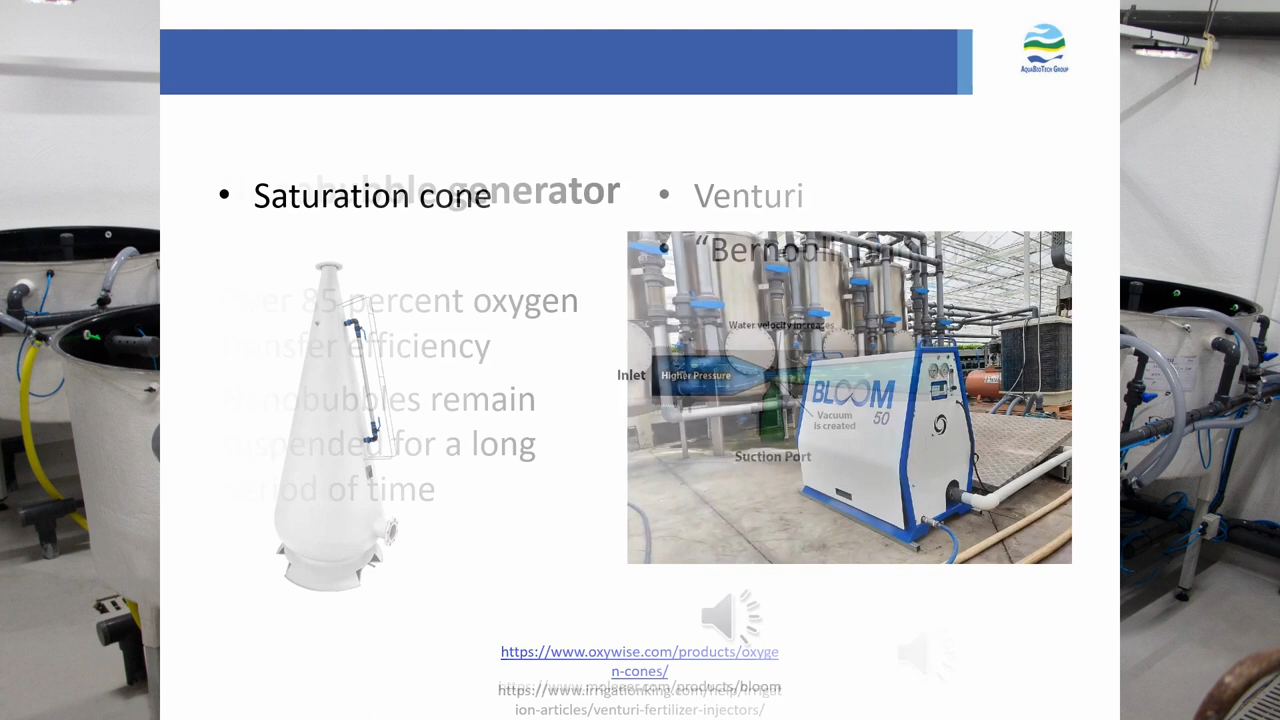 AQUABIOTECH GROUP
• Saturation cone
generator
• Venturi
• “Bernoulli
85 percent oxygen
efficiency
Nanobubbles remain
suspended for a long
period of time
Water velocity increases
Inlet
Higher Pressure
Vacuum
is created
Suction Port
BLOOM
50
https://www.oxywise.com/products/oxyge
n-cones/
ion-articles/venturi-fertilizer-injectors/